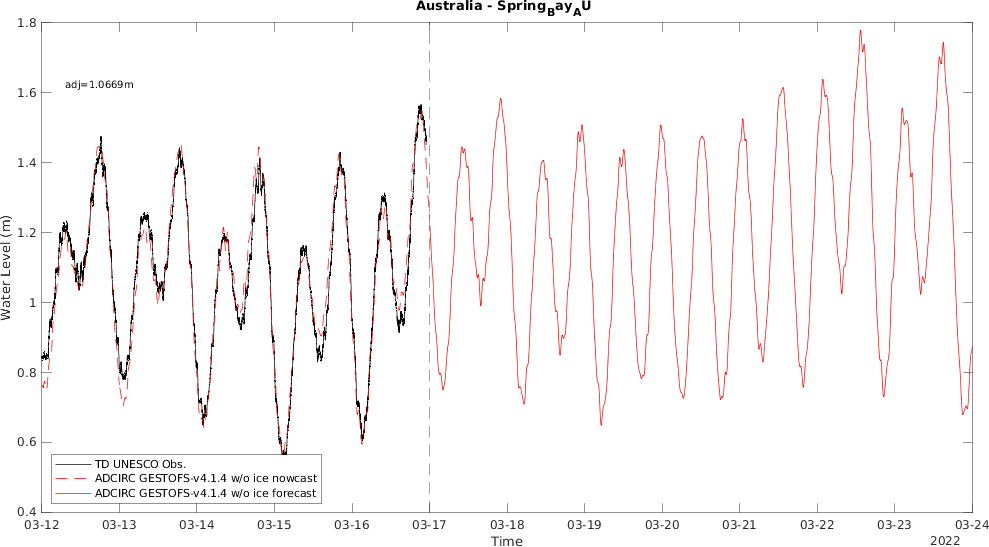 Australia - SpringBayAU
1.8
1.6
1.4
1.2
1
0.8
0.6
0.4
Water Level (m)
adj=1.0669m
TD UNESCO Obs.
ADCIRC GESTOFS-v4.1.4 w/o ice nowcast
ADCIRC GESTOFS-v4.1.4 w/o ice forecast
03-12 03-13 03-14 03-15 03-16 03-17 03-18 03-19 03-20 03-21 03-22 03-23 03-24
Time
2022